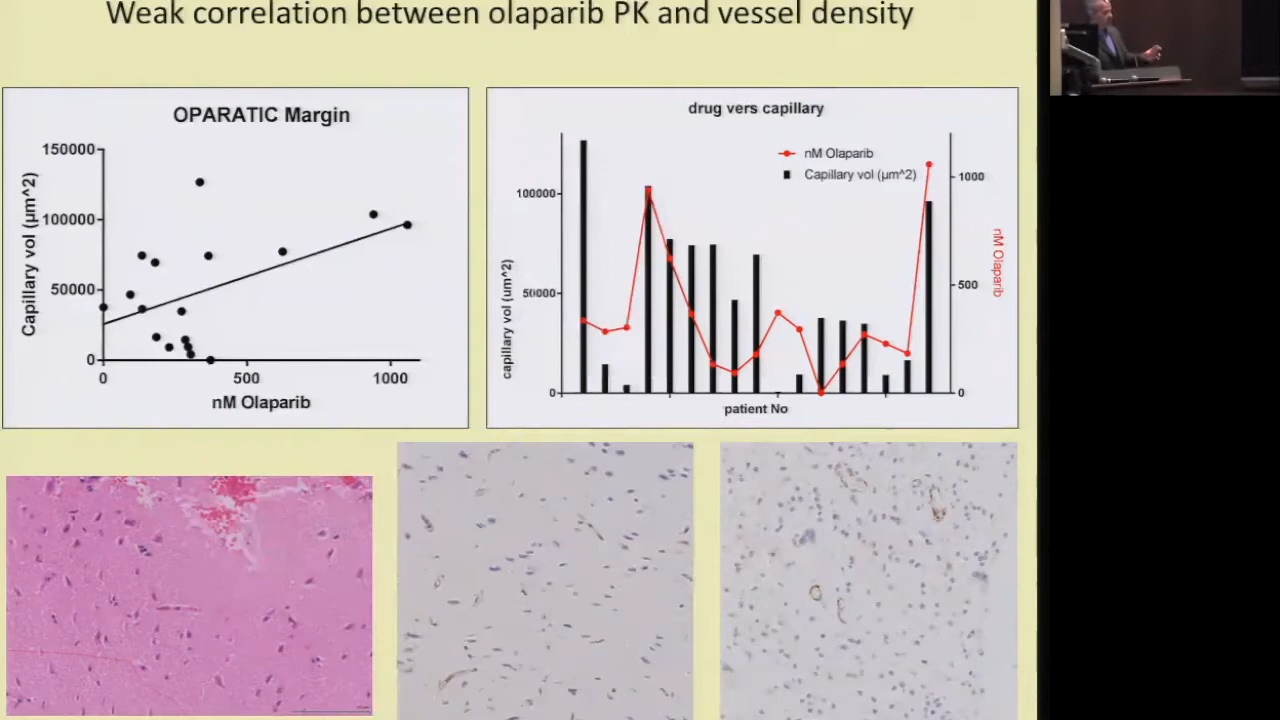 Weak correlation between olaparib PK and vessel density
OPARATIC Margin
150000
100000
50000
0
Capillary vol (µm^2)
0 500 1000
nM Olaparib
drug vers capillary
nM Olaparib
Capillary vol (µm^2)
100000
50000
0
capillary vol (um^2)
1000
500
0
nM Olaparib
patient No